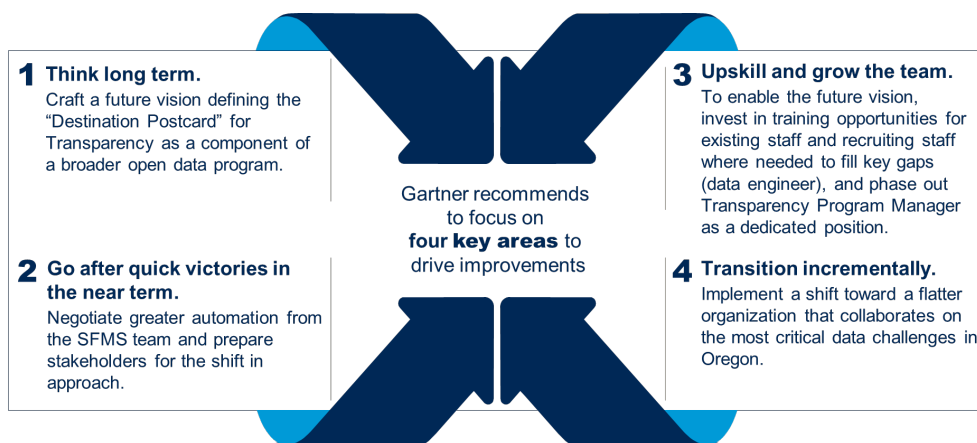 1 Think long term.
Craft a future vision defining the
“Destination Postcard” for
Transparency as a component of
a broader open data program.
2 Go after quick victories in
the near term.
Negotiate greater automation from
the SFMS team and prepare
stakeholders for the shift in
approach.
Gartner recommends
to focus on
four key areas to
drive improvements
3 Upskill and grow the team.
To enable the future vision,
invest in training opportunities for
existing staff and recruiting staff
where needed to fill key gaps
(data engineer), and phase out
Transparency Program Manager
as a dedicated position.
4 Transition incrementally.
Implement a shift toward a flatter
organization that collaborates on
the most critical data challenges in
Oregon.